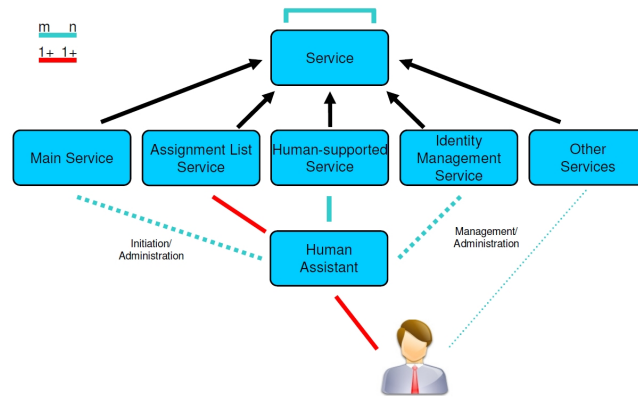 m n
1+ 1+
Service
Main Service
Assignment List
Service
Human-supported
Service
Identity
Management
Service
Other
Services
Initiation/
Administration
Human
Assistant
Management/
Administration